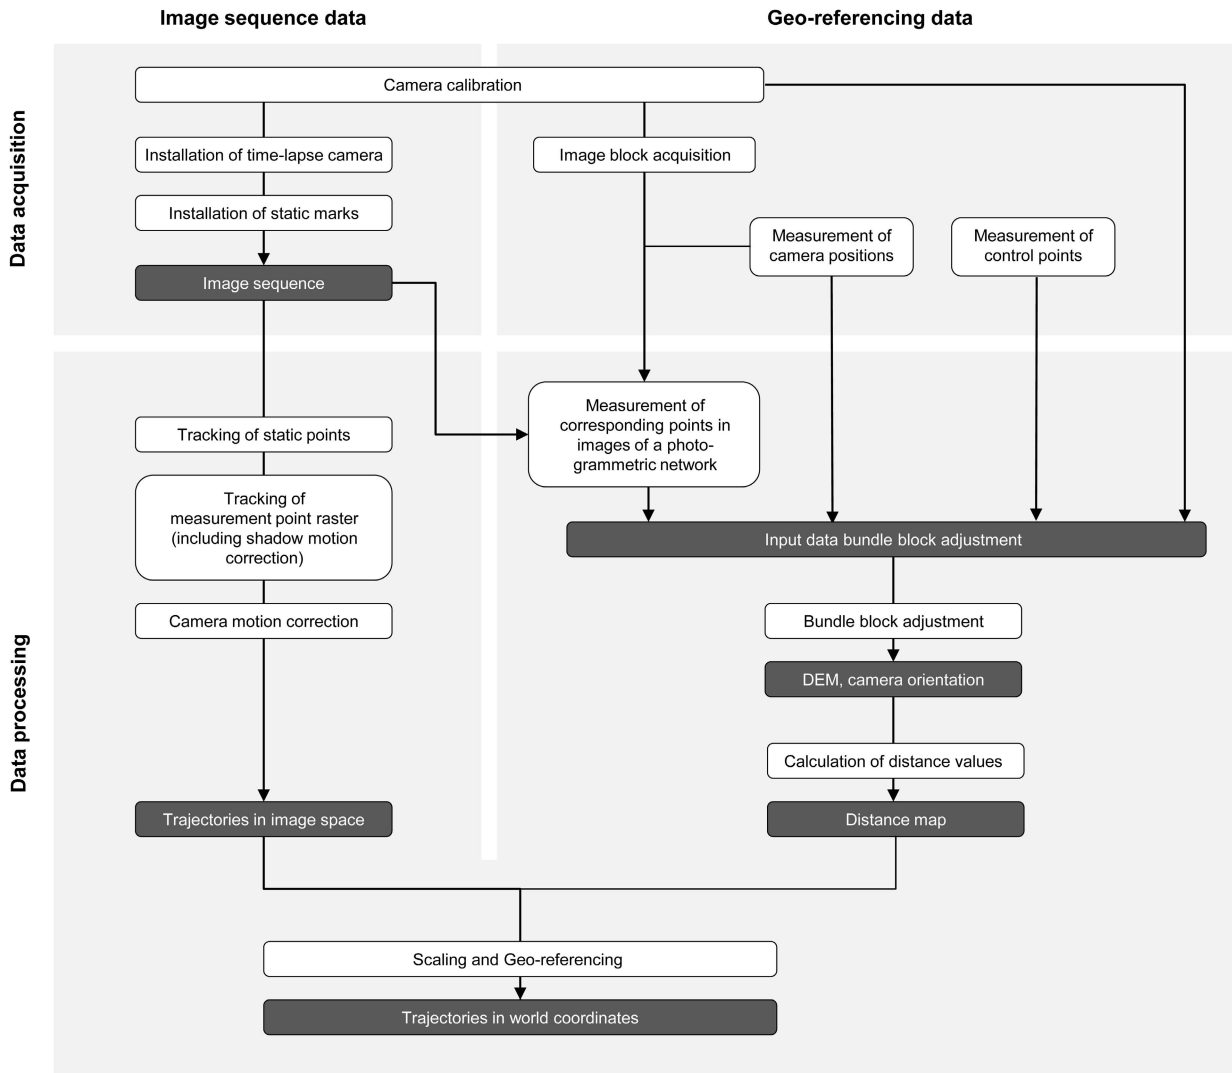 Image sequence data
Geo-referencing data
Data acquisition
Camera calibration
Installation of time-lapse camera
Image block acquisition
Installation of static marks
Measurement of
camera positions
Measurement of
control points
Image sequence
Data processing
Tracking of static points
Measurement of
corresponding points in
images of a photo-
grammetric network
Tracking of
measurement point raster
(including shadow motion
correction)
Input data bundle block adjustment
Camera motion correction
Bundle block adjustment
DEM, camera orientation
Calculation of distance values
Trajectories in image space
Distance map
Scaling and Geo-referencing
Trajectories in world coordinates